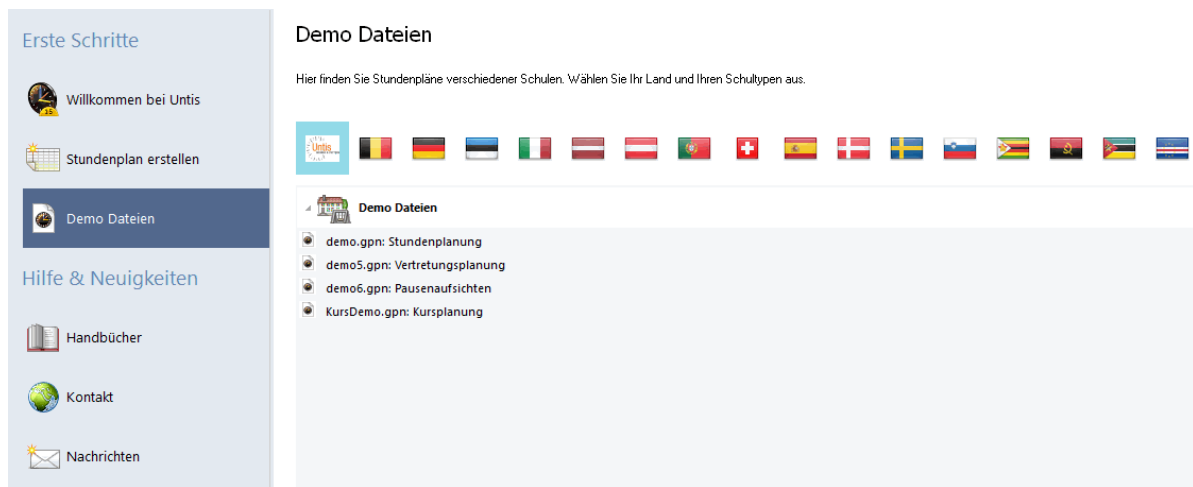 Erste Schritte
Willkommen bei Untis
Stundenplan erstellen
Demo Dateien
Hilfe & Neuigkeiten
Handbücher
Kontakt
Nachrichten
Demo Dateien
Hier finden Sie Stundenpläne verschiedener Schulen. Wählen Sie Ihr Land und Ihren Schultypen aus.
Untis
Demo Dateien
demo.gpn: Stundenplanung
demo5.gpn: Vertretungsplanung
demo6.gpn: Pausenaufsichten
KursDemo.gpn: Kursplanung